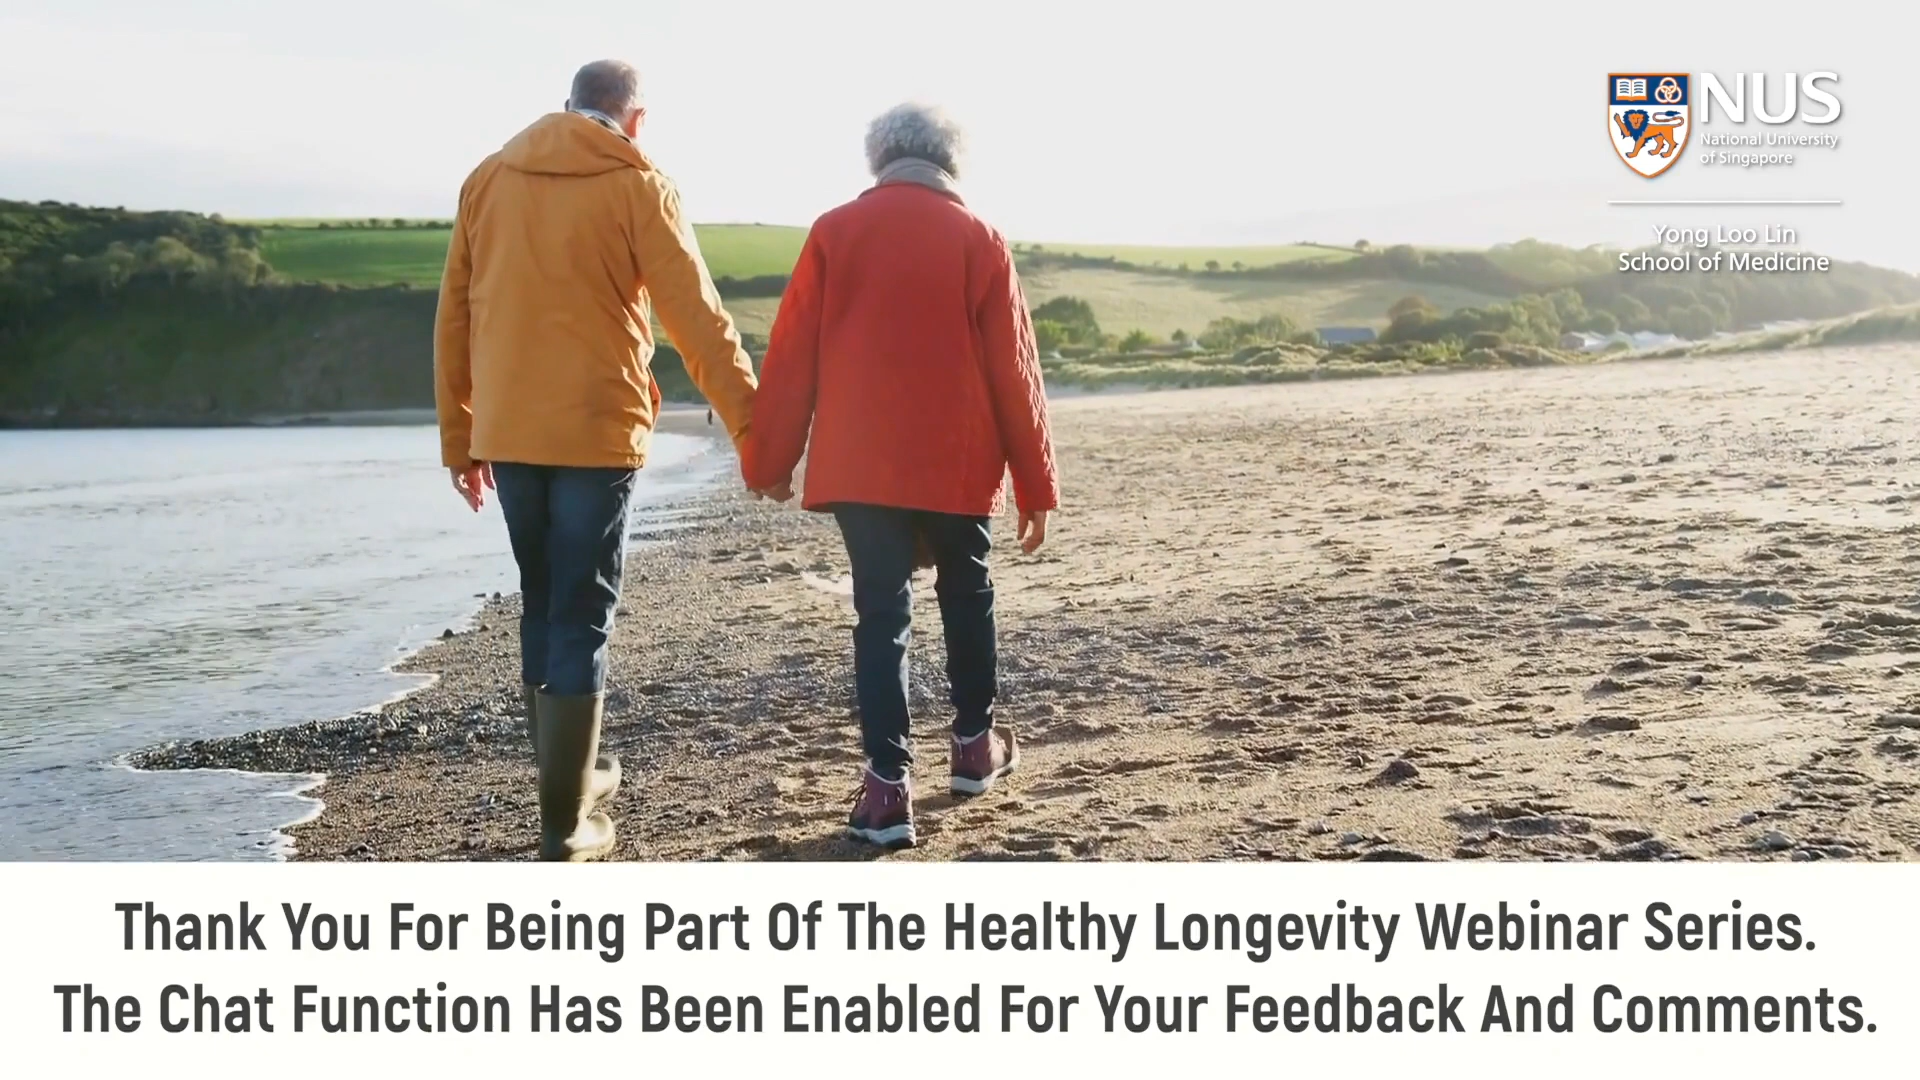 NUS
National University
of Singapore
Yong Loo Lin
School of Medicine
Thank You For Being Part Of The Healthy Longevity Webinar Series.
The Chat Function Has Been Enabled For Your Feedback And Comments.